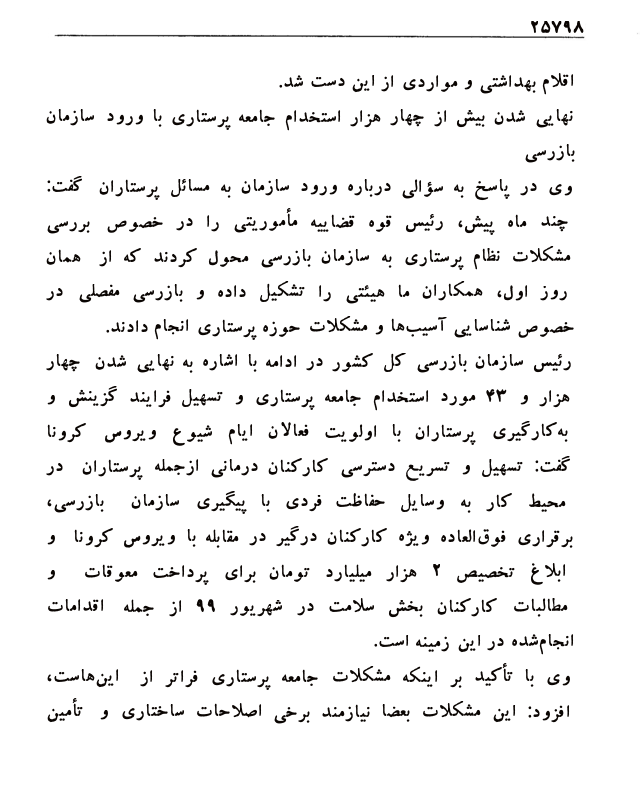 ۲۵۷۹۸
اقلام بهداشتی و مواردی از این دست شد.
نهایی شدن بیش از چهار هزار استخدام جامعه پرستاری با ورود سازمان
بازرسی
وی در پاسخ به سؤالی درباره ورود سازمان به مسائل پرستاران گفت:
چند ماه پیش، رئیس قوه قضاییه مأموریتی را در خصوص بررسی
مشکلات نظام پرستاری به سازمان بازرسی محول کردند که از همان
روز اول، همکاران ما هیئتی را تشکیل داده و بازرسی مفصلی در
خصوص شناسایی آسیب‌ها و مشکلات حوزه پرستاری انجام دادند.
رئیس سازمان بازرسی کل کشور در ادامه با اشاره به نهایی شدن چهار
هزار و ۴۳ مورد استخدام جامعه پرستاری و تسهیل فرایند گزینش و
به‌کارگیری پرستاران با اولویت فعالان ایام شیوع ویروس کرونا
گفت: تسهیل و تسریع دسترسی کارکنان درمانی ازجمله پرستاران در
محیط کار به وسایل حفاظت فردی با پیگیری سازمان بازرسی،
برقراری فوق‌العاده ویژه کارکنان درگیر در مقابله با ویروس کرونا و
ابلاغ تخصیص ۲ هزار میلیارد تومان برای پرداخت معوقات و
مطالبات کارکنان بخش سلامت در شهریور ۹۹ از جمله اقدامات
انجام‌شده در این زمینه است.
وی با تأکید بر اینکه مشکلات جامعه پرستاری فراتر از این‌هاست،
افزود: این مشکلات بعضا نیازمند برخی اصلاحات ساختاری و تأمین